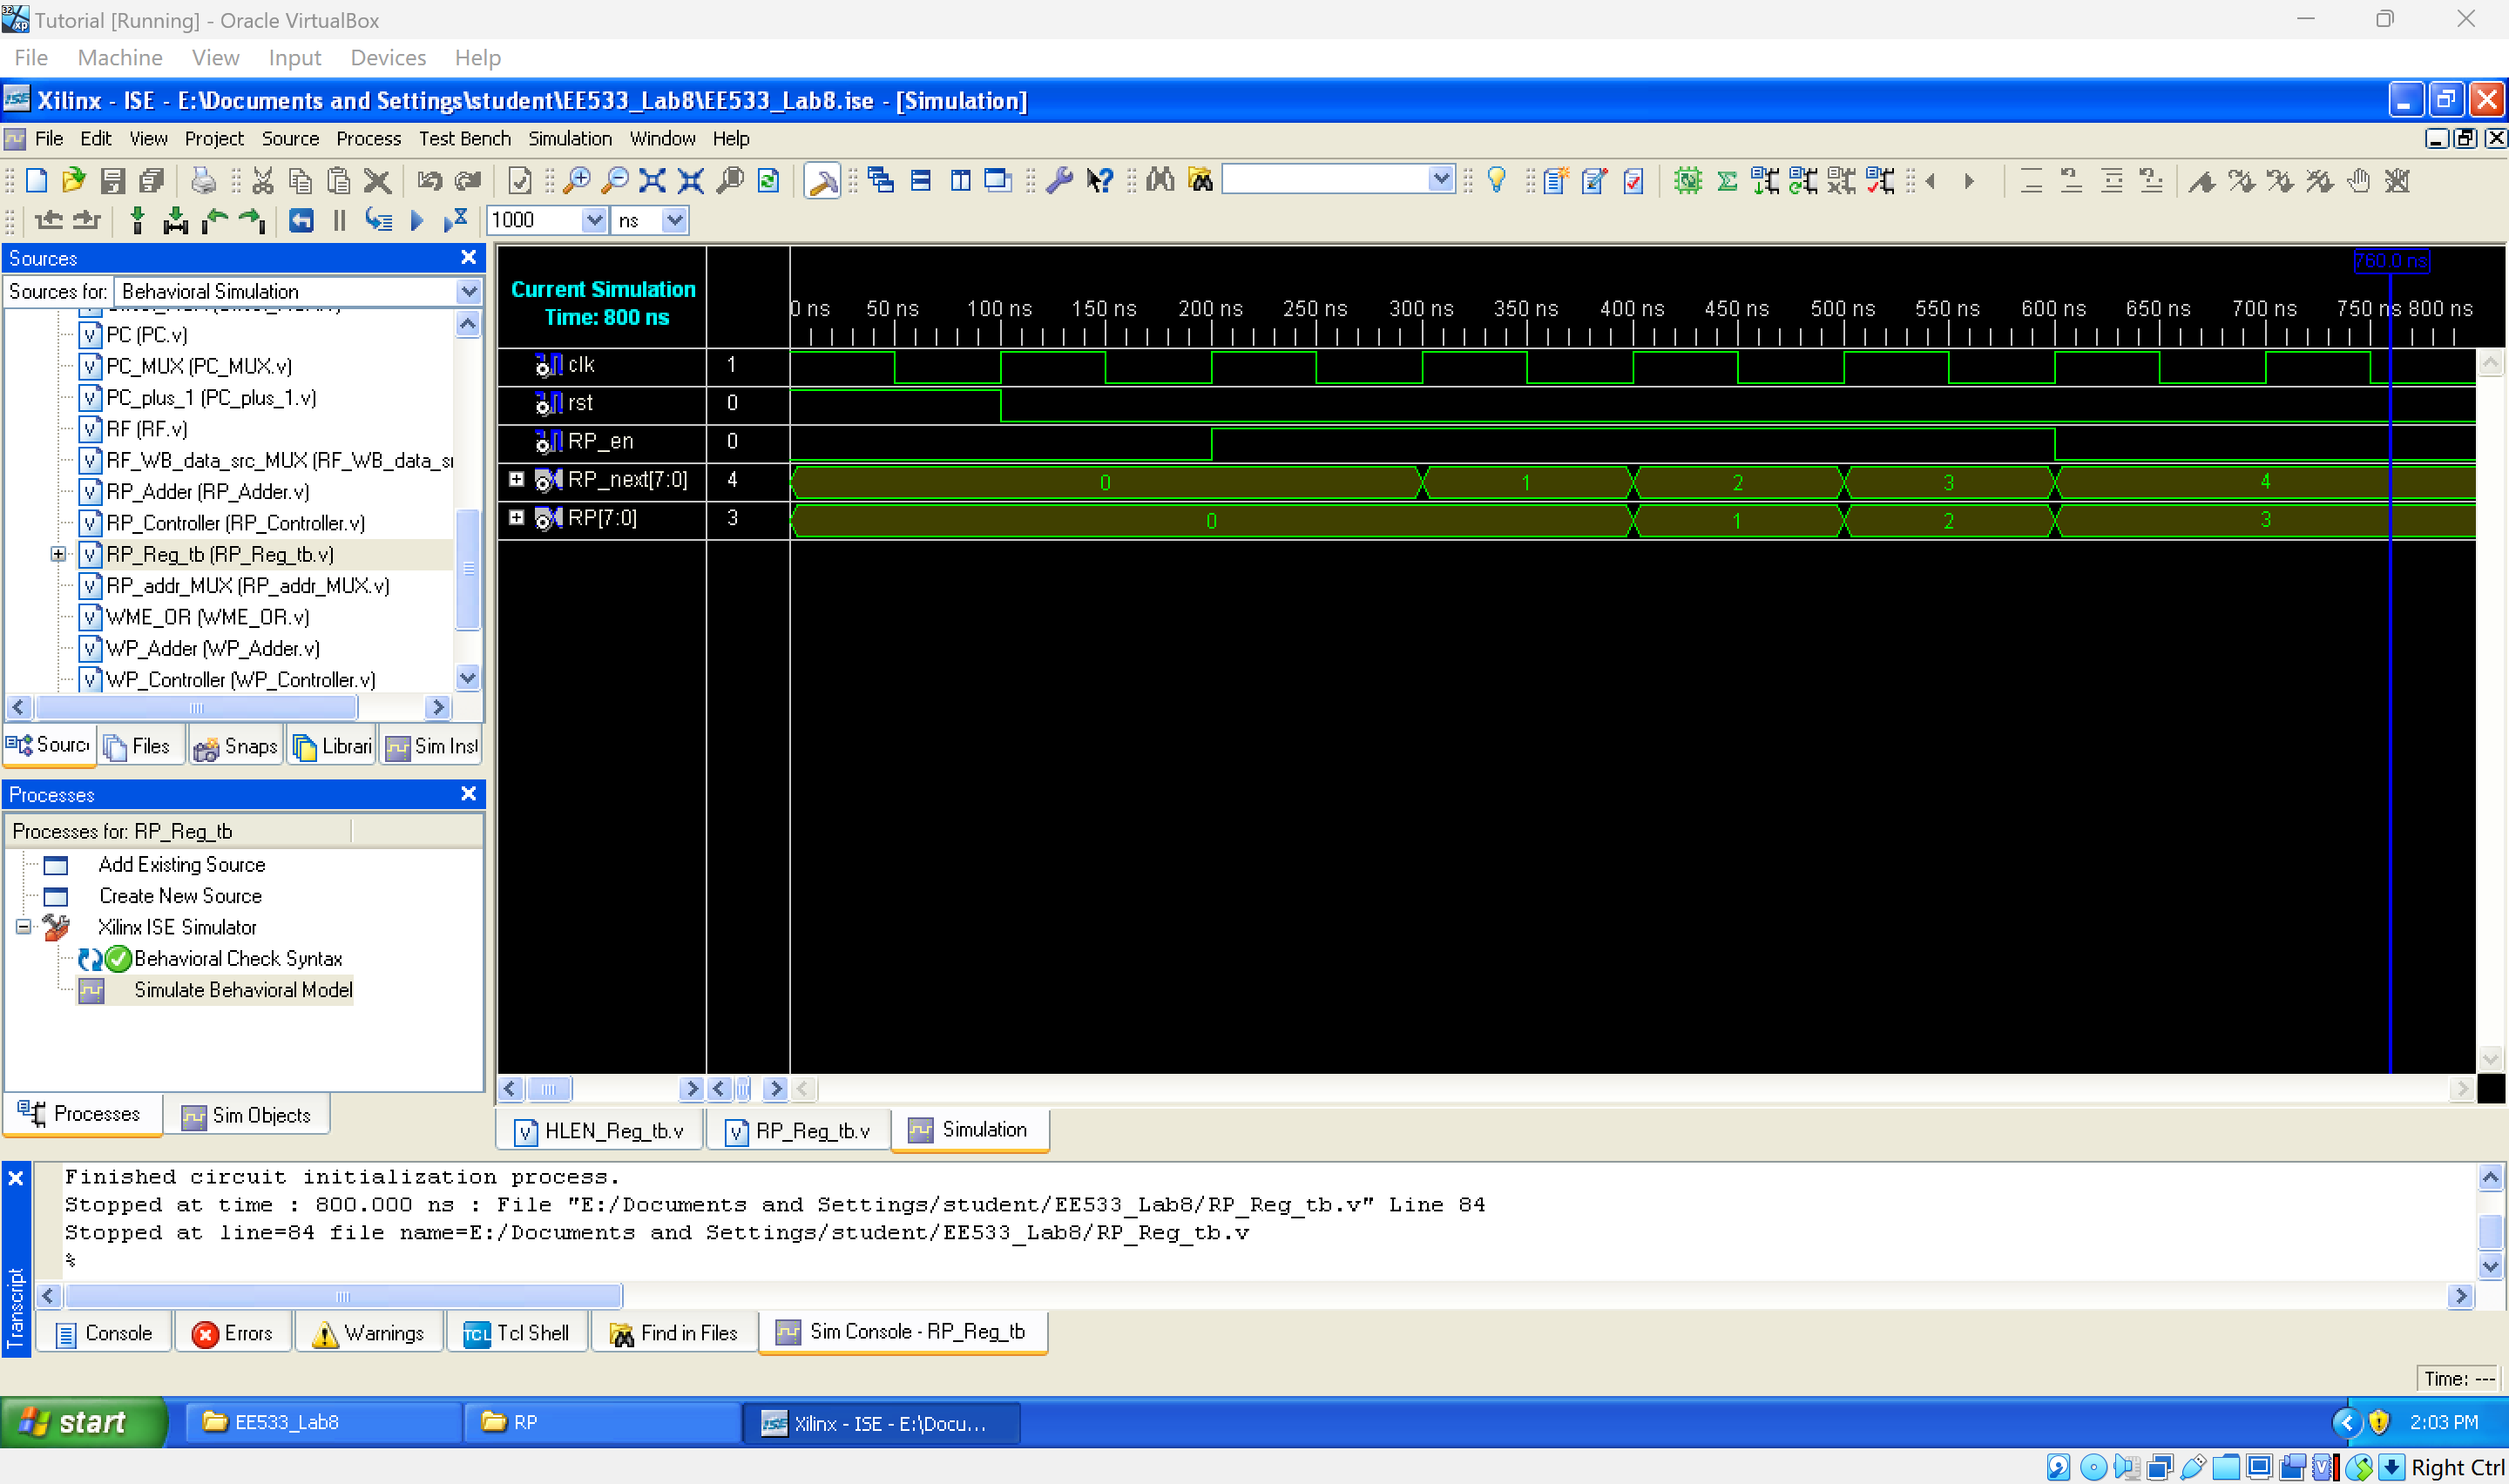 Tutorial [Running] - Oracle VirtualBox
File Machine View Input Devices Help
Xilinx - ISE - E:\Documents and Settings\student\EE533_Lab8\EE533_Lab8.ise - [Simulation]
File Edit View Project Source Process Test Bench Simulation Window Help
1000 ns
Sources
Sources for: Behavioral Simulation
PC (PC.v)
PC_MUX (PC_MUX.v)
PC_plus_1 (PC_plus_1.v)
RF (RF.v)
RF_WB_data_src_MUX (RF_WB_data_s
RP_Adder (RP_Adder.v)
RP_Controller (RP_Controller.v)
RP_Reg_tb (RP_Reg_tb.v)
RP_addr_MUX (RP_addr_MUX.v)
WME_OR (WME_OR.v)
WP_Adder (WP_Adder.v)
WP_Controller (WP_Controller.v)
Sourc Files Snaps Librari Sim Inst
Processes
Processes for: RP_Reg_tb
Add Existing Source
Create New Source
Xilinx ISE Simulator
Behavioral Check Syntax
Simulate Behavioral Model
Processes Sim Objects
760.0 ns
Current Simulation
Time: 800 ns
0 ns 50 ns 100 ns 150 ns 200 ns 250 ns 300 ns 350 ns 400 ns 450 ns 500 ns 550 ns 600 ns 650 ns 700 ns 750 ns 800 ns
clk 1
rst 0
RP_en 0
RP_next[7:0] 4 0 1 2 3 4
RP[7:0] 3 0 1 2 3
HLEN_Reg_tb.v RP_Reg_tb.v Simulation
Transcript
Finished circuit initialization process.
Stopped at time : 800.000 ns : File "E:/Documents and Settings/student/EE533_Lab8/RP_Reg_tb.v" Line 84
Stopped at line=84 file name=E:/Documents and Settings/student/EE533_Lab8/RP_Reg_tb.v
%
Console Errors Warnings Tcl Shell Find in Files Sim Console - RP_Reg_tb
Time: ---
start EE533_Lab8 RP Xilinx - ISE - E:\Docu... 2:03 PM
Right Ctrl